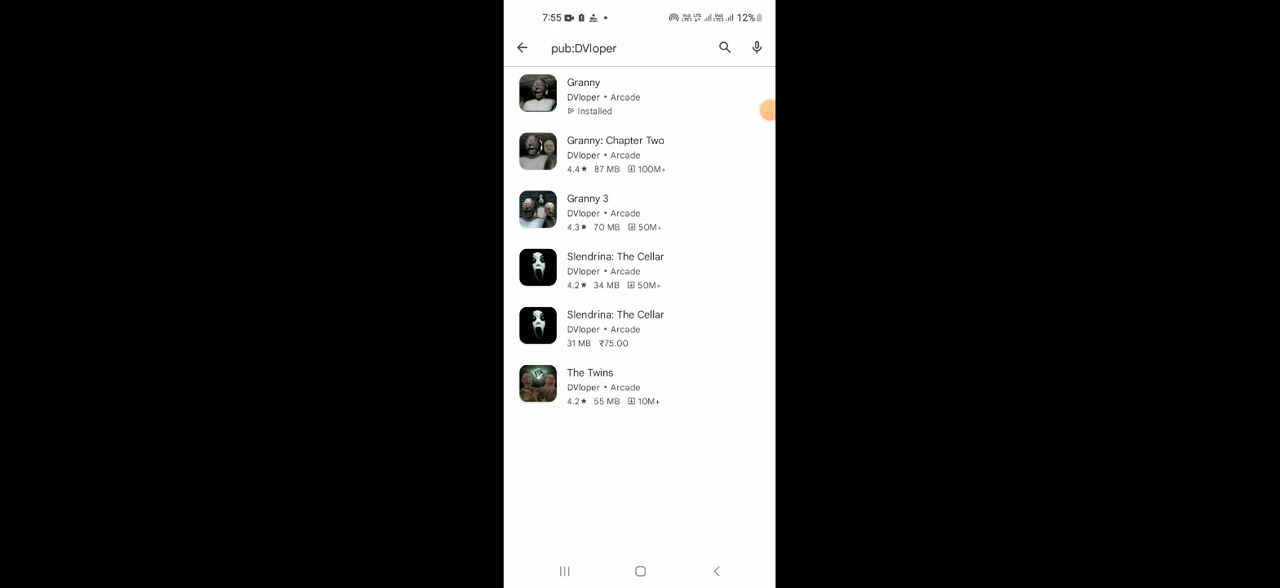 7:55 12%
pub:DVloper
Granny
DVloper • Arcade
Installed
Granny: Chapter Two
DVloper • Arcade
4.4★ 87 MB 100M+
Granny 3
DVloper • Arcade
4.3★ 70 MB 50M+
Slendrina: The Cellar
DVloper • Arcade
4.2★ 34 MB 50M+
Slendrina: The Cellar
DVloper • Arcade
31 MB ₹75.00
The Twins
DVloper • Arcade
4.2★ 55 MB 10M+